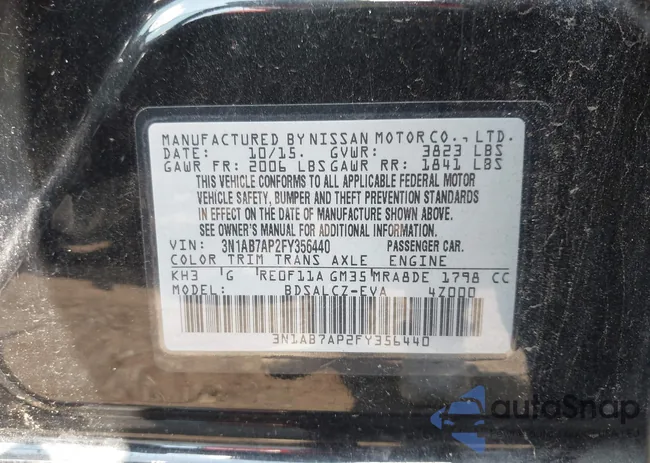 MANUFACTURED BY NISSAN MOTOR CO., LTD.
DATE: 10/15. GVWR: 3823 LBS
GAWR FR: 2006 LBS GAWR RR: 1841 LBS
THIS VEHICLE CONFORMS TO ALL APPLICABLE FEDERAL MOTOR
VEHICLE SAFETY, BUMPER AND THEFT PREVENTION STANDARDS
IN EFFECT ON THE DATE OF MANUFACTURE SHOWN ABOVE.
SEE OWNER'S MANUAL FOR ADDITIONAL INFORMATION.
VIN: 3N1AB7AP2FY356440 PASSENGER CAR.
COLOR TRIM TRANS AXLE ENGINE
KH3 'G RE0F11A GM35 MRA8DE 1798 CC
MODEL: BDSALCZ-EVA 4Z000
3N1AB7AP2FY356440
autoSnap